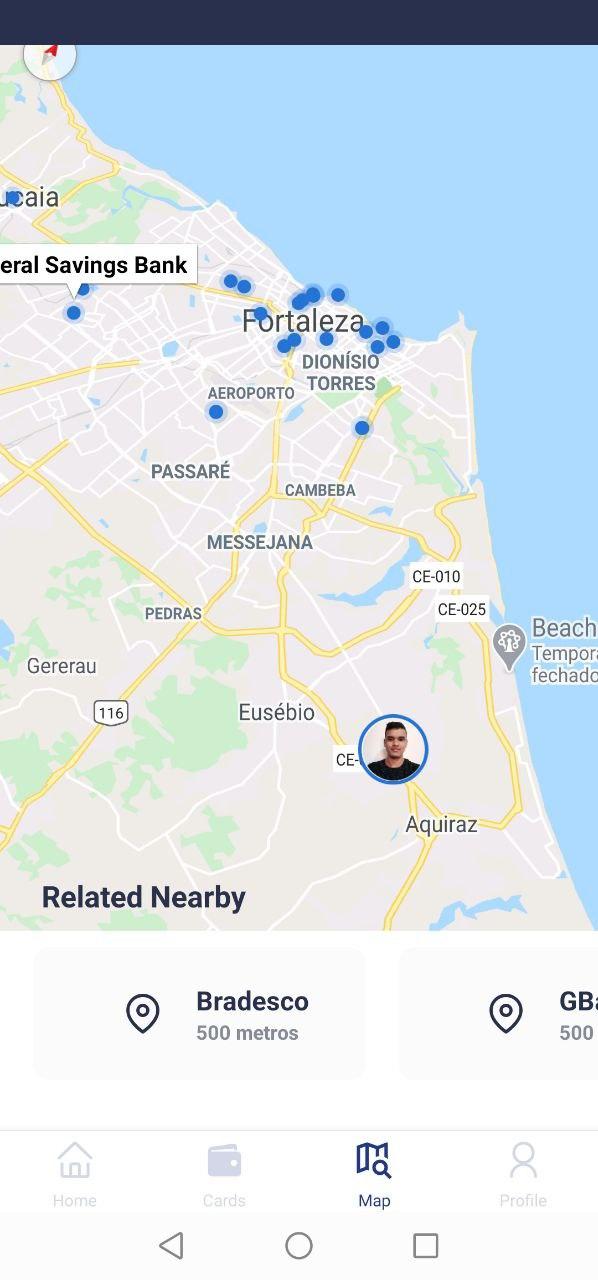 ucaia
eral Savings Bank
Fortaleza
DIONÍSIO
TORRES
AEROPORTO
PASSARÉ
CAMBEBA
MESSEJANA
CE-010
CE-025
PEDRAS
Beach
Tempora
fechado
Gererau
116
Eusébio
CE-
Aquiraz
Related Nearby
Bradesco
500 metros
GBa
500
Home
Cards
Map
Profile